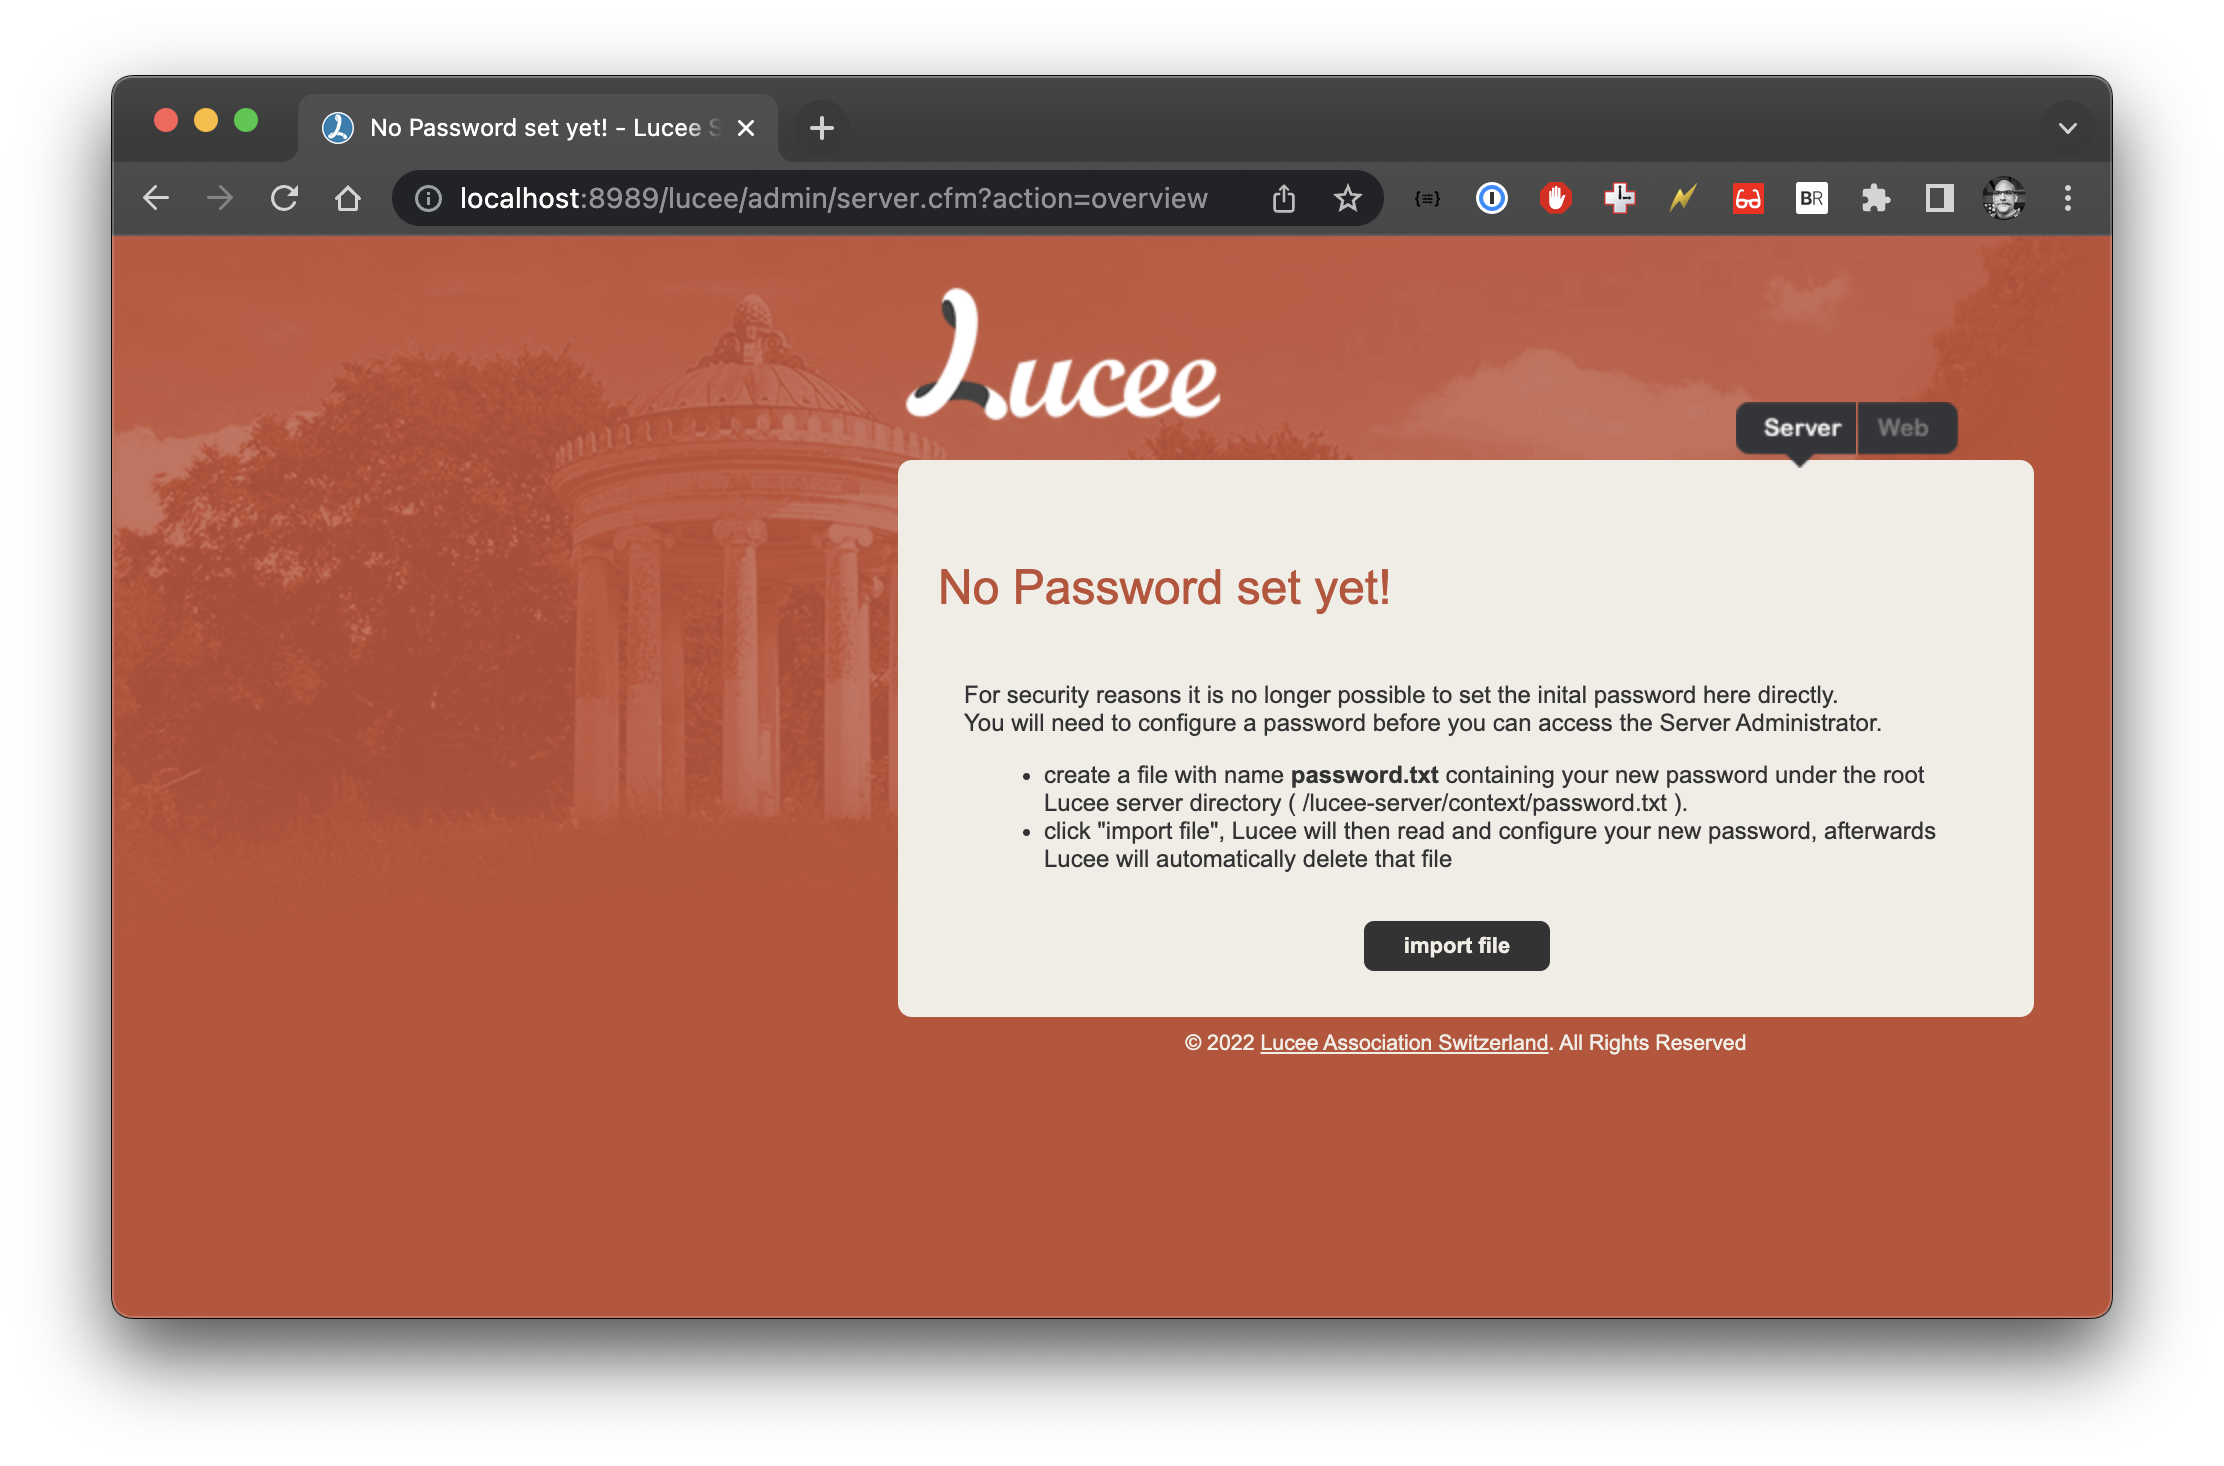 No Password set yet! - Lucee S
localhost:8989/lucee/admin/server.cfm?action=overview
BR
Lucee
Server
Web
No Password set yet!
For security reasons it is no longer possible to set the inital password here directly.
You will need to configure a password before you can access the Server Administrator.
• create a file with name password.txt containing your new password under the root
Lucee server directory ( /lucee-server/context/password.txt ).
• click "import file", Lucee will then read and configure your new password, afterwards
Lucee will automatically delete that file
import file
© 2022 Lucee Association Switzerland. All Rights Reserved